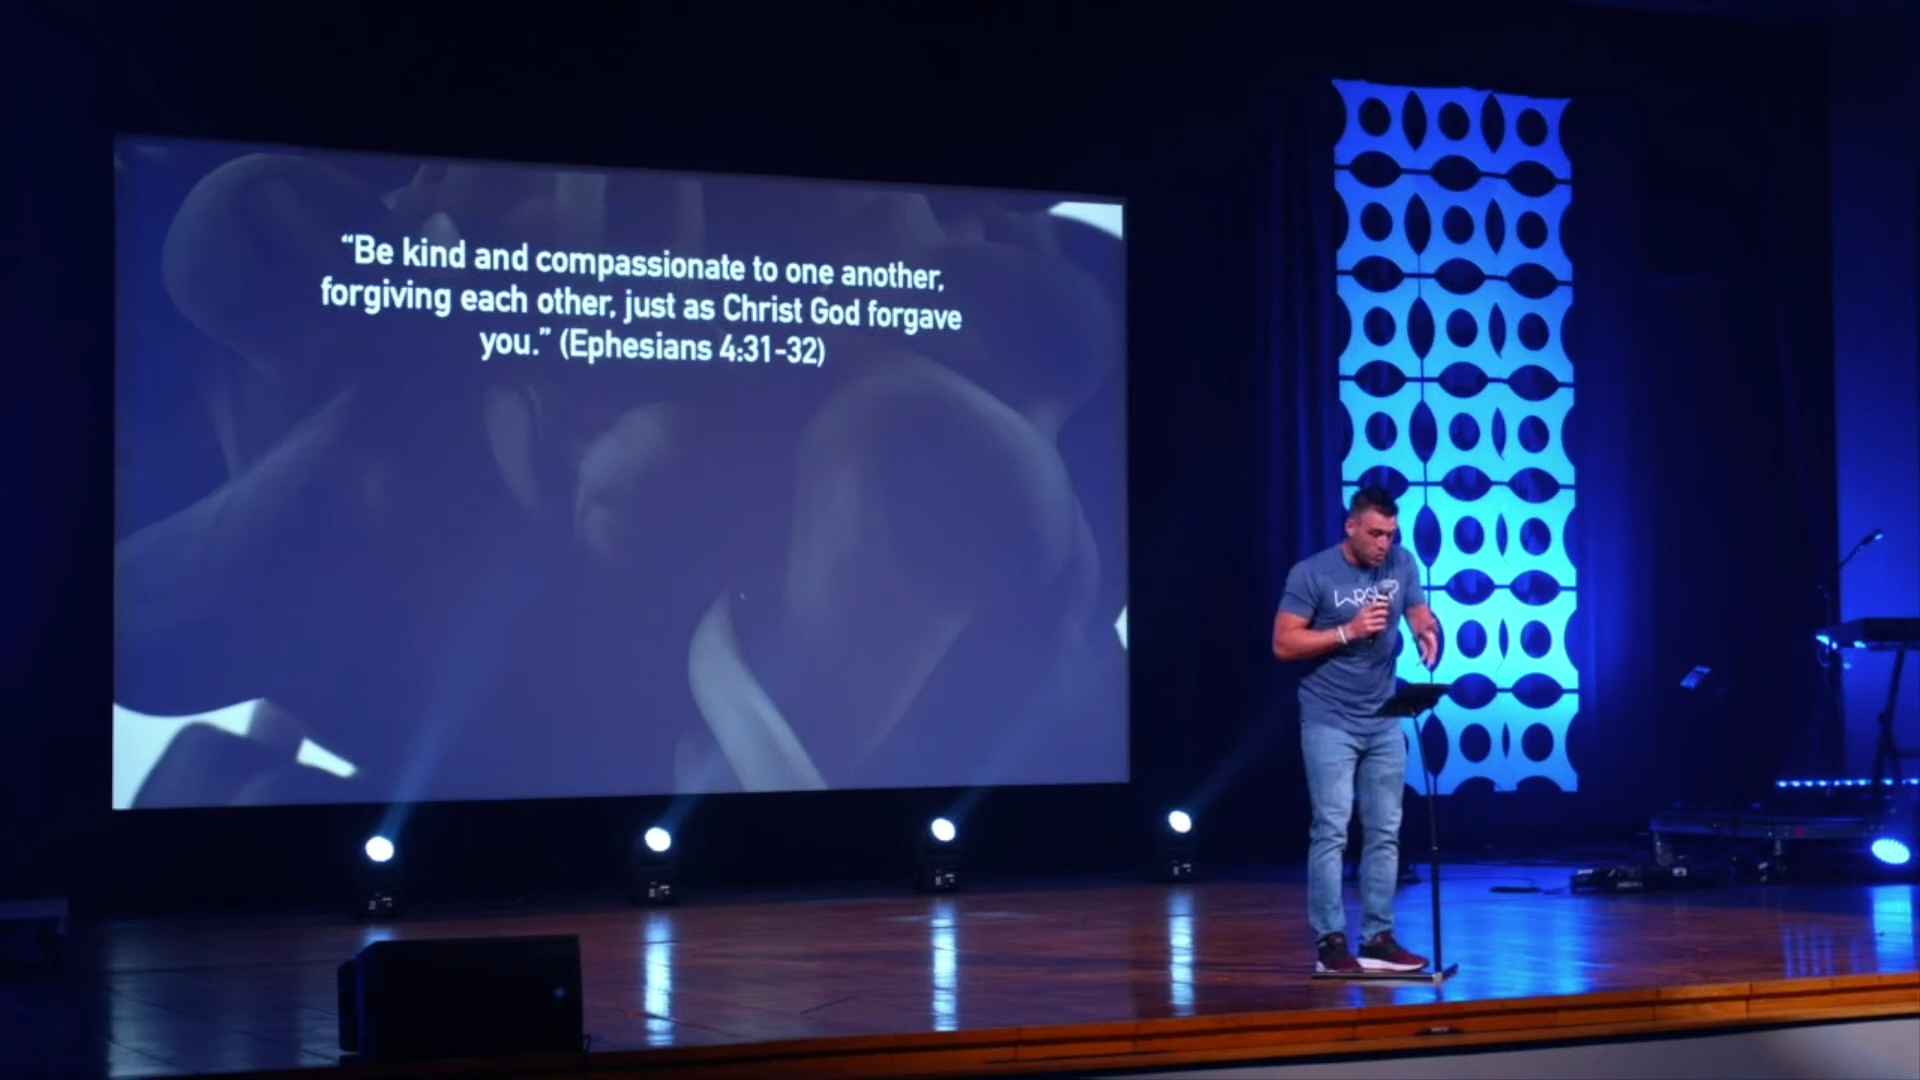 “Be kind and compassionate to one another,
forgiving each other, just as Christ God forgave
you.” (Ephesians 4:31-32)